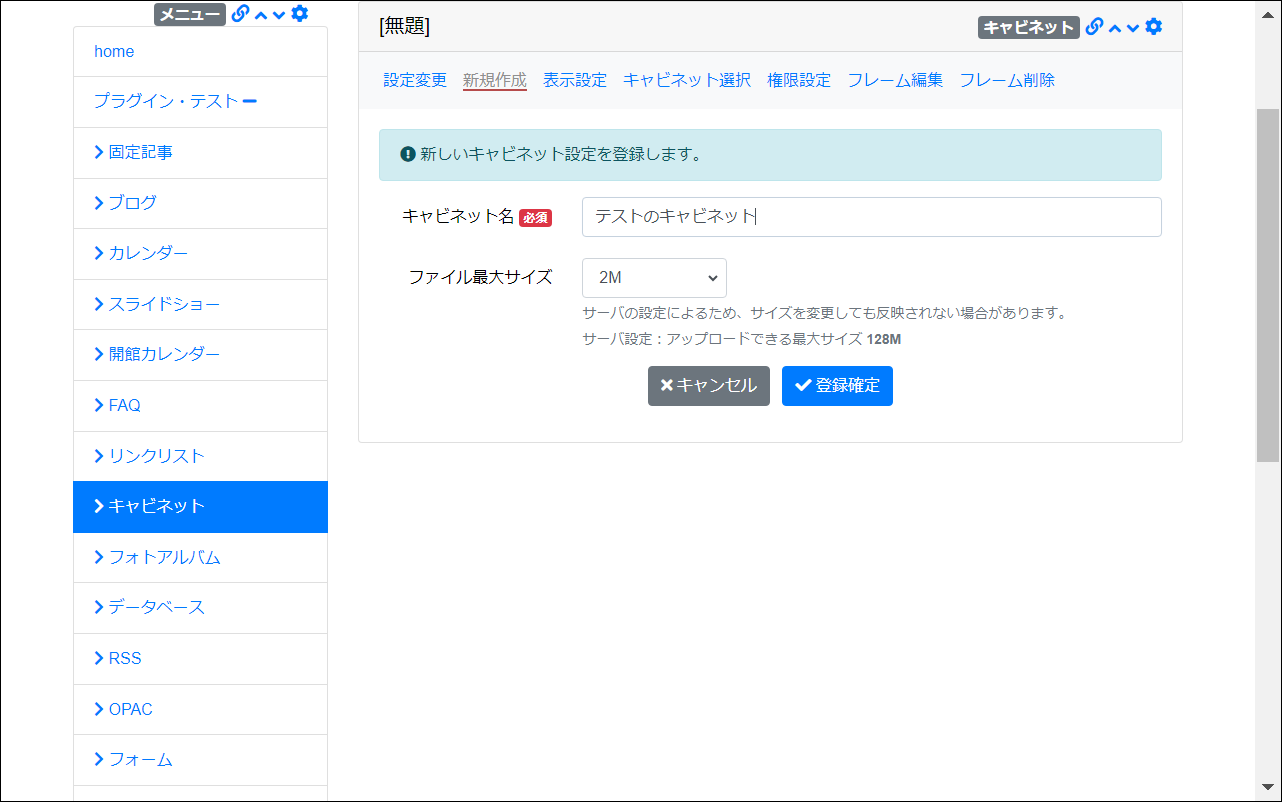 メニュー
home
プラグイン・テスト
固定記事
ブログ
カレンダー
スライドショー
開館カレンダー
FAQ
リンクリスト
キャビネット
フォトアルバム
データベース
RSS
OPAC
フォーム
[無題]
キャビネット
設定変更 新規作成 表示設定 キャビネット選択 権限設定 フレーム編集 フレーム削除
新しいキャビネット設定を登録します。
キャビネット名 必須 テストのキャビネット
ファイル最大サイズ 2M
サーバの設定によるため、サイズを変更しても反映されない場合があります。
サーバ設定：アップロードできる最大サイズ 128M
キャンセル 登録確定